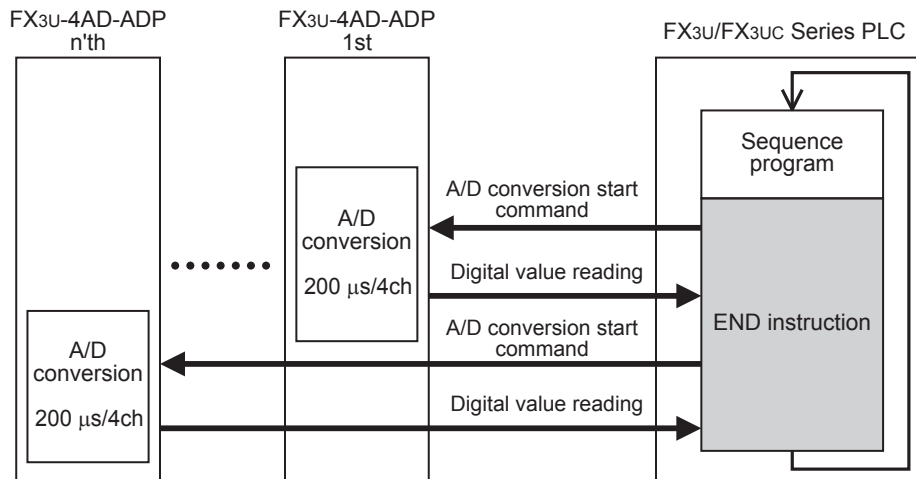 FX3U-4AD-ADP
n'th
FX3U-4AD-ADP
1st
FX3U/FX3UC Series PLC
Sequence
program
A/D conversion start
command
A/D
conversion
200 μs/4ch
Digital value reading
A/D conversion start
command
END instruction
A/D
conversion
200 μs/4ch
Digital value reading